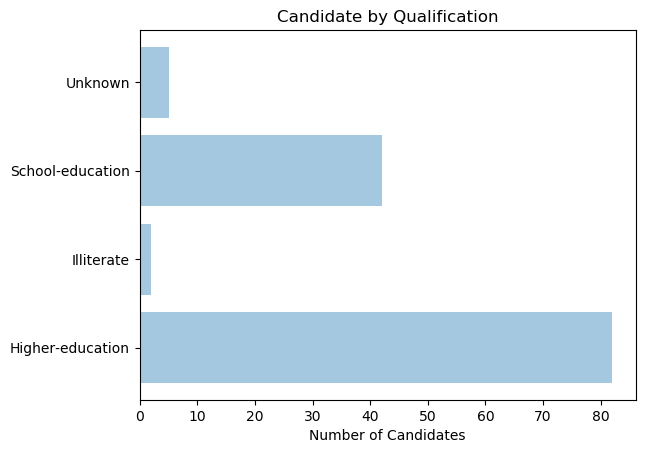 Candidate by Qualification
Unknown
School-education
Illiterate
Higher-education
0 10 20 30 40 50 60 70 80
Number of Candidates